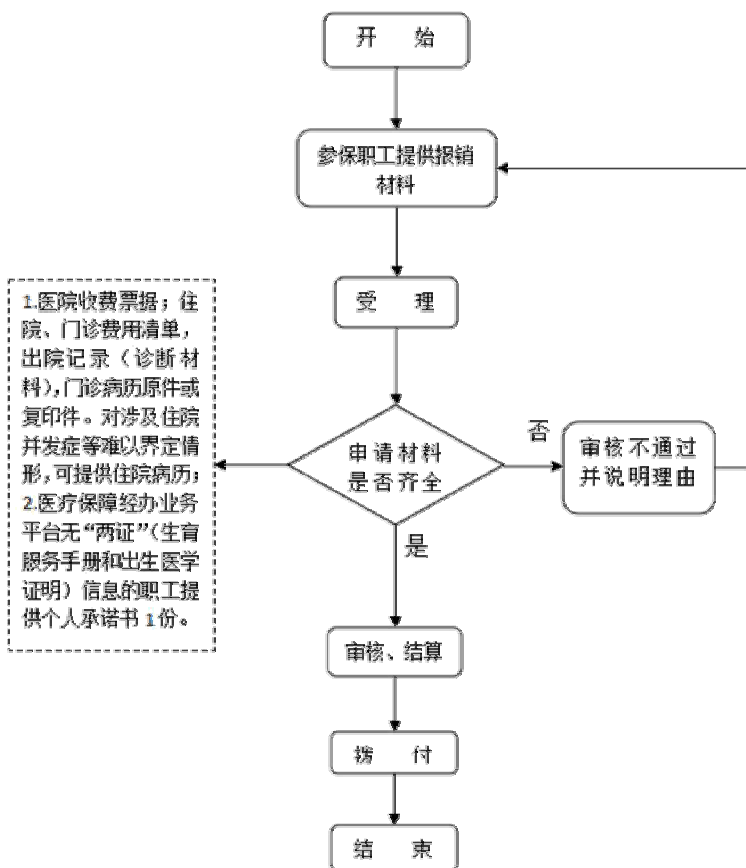 开 始
参保职工提供报销
材料
受 理
1.医院收费票据；住
院、门诊费用清单，
出院记录（诊断材
料），门诊病历原件或
复印件。对涉及住院
并发症等难以界定情
形，可提供住院病历；
2.医疗保障经办业务
平台无“两证”（生育
服务手册和出生医学
证明）信息的职工提
供个人承诺书 1份。
申请材料
是否齐全
否
审核不通过
并说明理由
是
审核、结算
拨 付
结 束